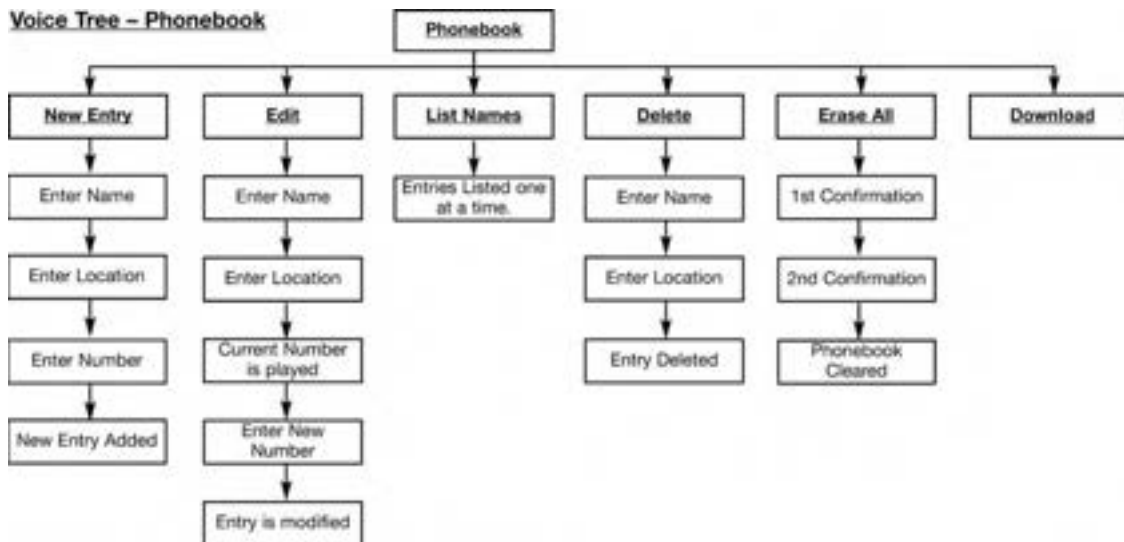 Voice Tree – Phonebook
Phonebook
New Entry
Edit
List Names
Delete
Erase All
Download
Enter Name
Enter Name
Entries Listed one
at a time.
Enter Name
1st Confirmation
Enter Location
Enter Location
Enter Location
2nd Confirmation
Enter Number
Current Number
is played
Entry Deleted
Phonebook
Cleared
New Entry Added
Enter New
Number
Entry is modified